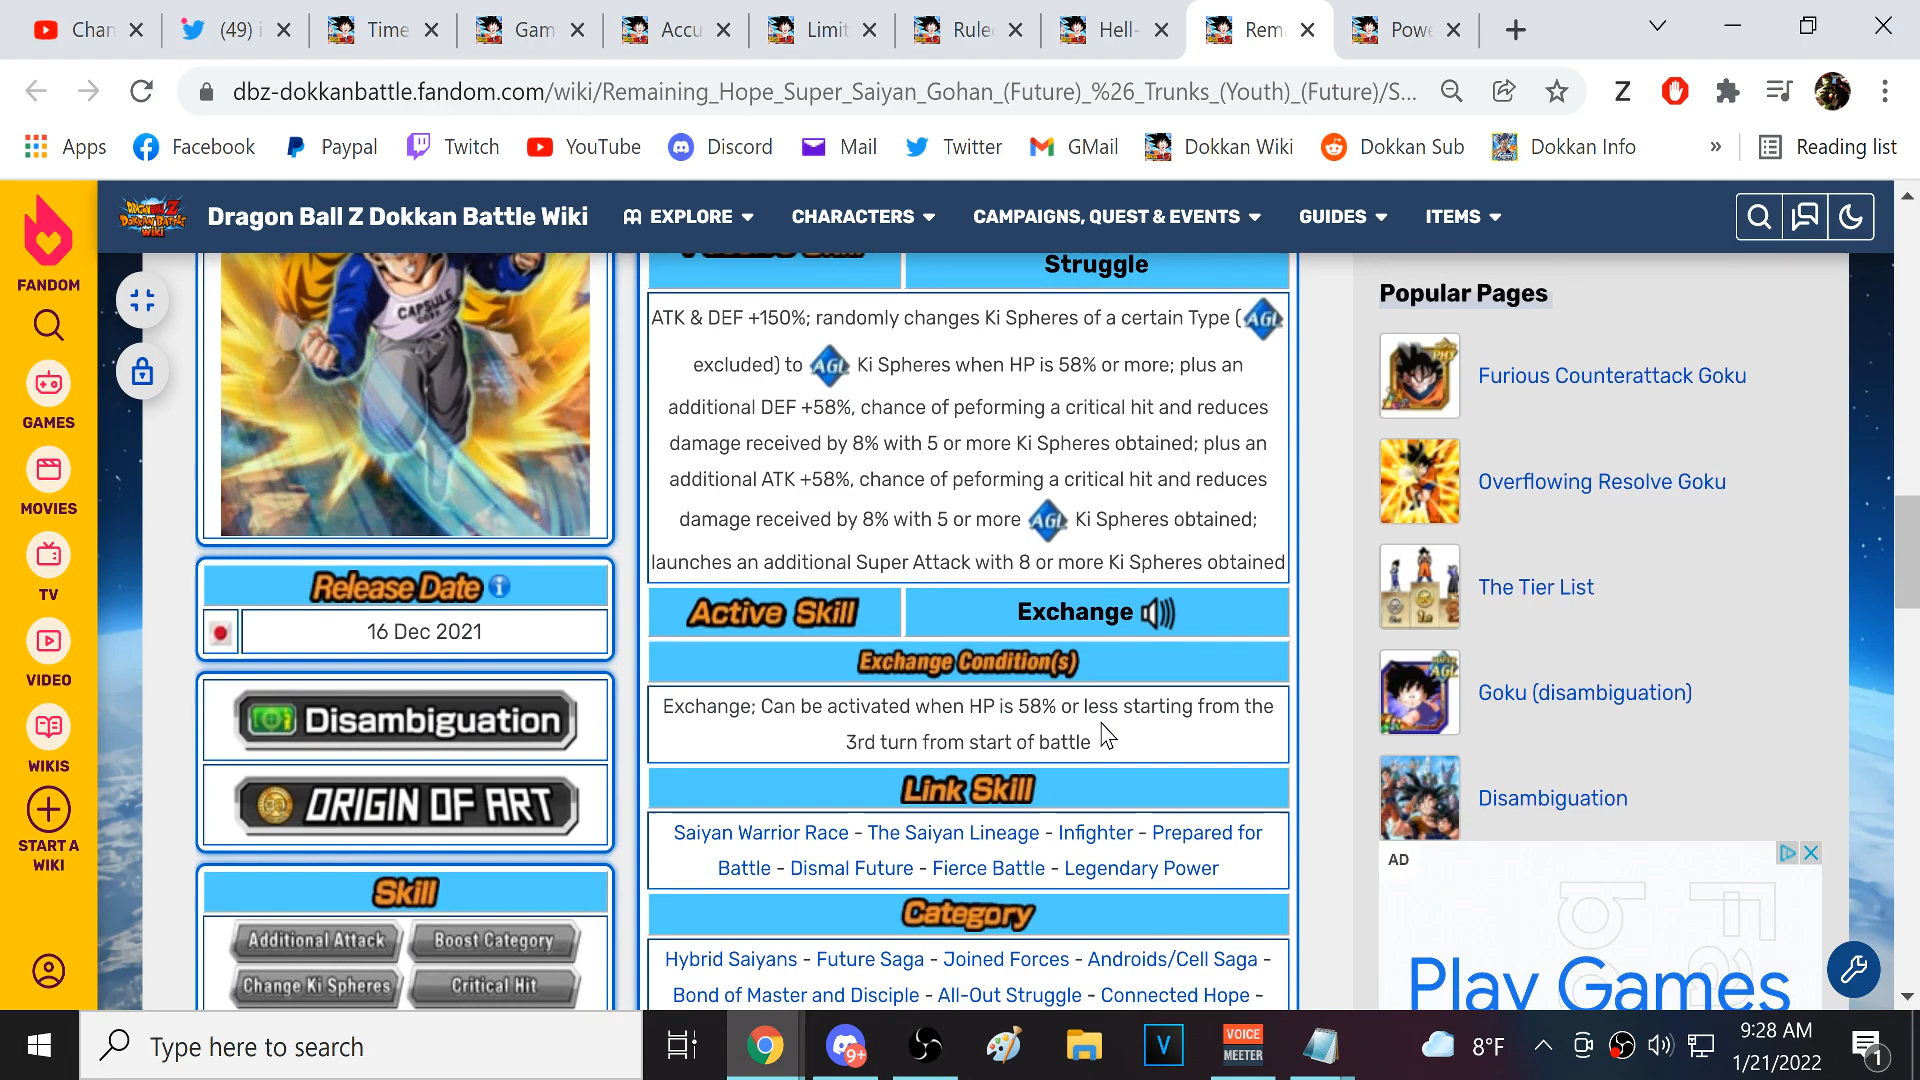 Chan
(49) i
Time
Gam
Accu
Limit
Rule
Hell-
Rem
Powe
dbz-dokkanbattle.fandom.com/wiki/Remaining_Hope_Super_Saiyan_Gohan_(Future)_%26_Trunks_(Youth)_(Future)/S...
Apps
Facebook
Paypal
Twitch
YouTube
Discord
Mail
Twitter
GMail
Dokkan Wiki
Dokkan Sub
Dokkan Info
»
Reading list
Dragon Ball Z Dokkan Battle Wiki
EXPLORE
CHARACTERS
CAMPAIGNS, QUEST & EVENTS
GUIDES
ITEMS
FANDOM
GAMES
MOVIES
TV
VIDEO
WIKIS
START A
WIKI
CAPSULE
Release Date
16 Dec 2021
Disambiguation
ORIGIN OF ART
Skill
Additional Attack
Boost Category
Change Ki Spheres
Critical Hit
Struggle
ATK & DEF +150%; randomly changes Ki Spheres of a certain Type (AGL
excluded) to AGL Ki Spheres when HP is 58% or more; plus an
additional DEF +58%, chance of peforming a critical hit and reduces
damage received by 8% with 5 or more Ki Spheres obtained; plus an
additional ATK +58%, chance of peforming a critical hit and reduces
damage received by 8% with 5 or more AGL Ki Spheres obtained;
launches an additional Super Attack with 8 or more Ki Spheres obtained
Active Skill
Exchange
Exchange Condition(s)
Exchange; Can be activated when HP is 58% or less starting from the
3rd turn from start of battle
Link Skill
Saiyan Warrior Race - The Saiyan Lineage - Infighter - Prepared for
Battle - Dismal Future - Fierce Battle - Legendary Power
Category
Hybrid Saiyans - Future Saga - Joined Forces - Androids/Cell Saga -
Bond of Master and Disciple - All-Out Struggle - Connected Hope -
Popular Pages
Furious Counterattack Goku
Overflowing Resolve Goku
The Tier List
Goku (disambiguation)
Disambiguation
AD
Play Games
Type here to search
9+
V
VOICE
MEETER
8°F
9:28 AM
1/21/2022
1